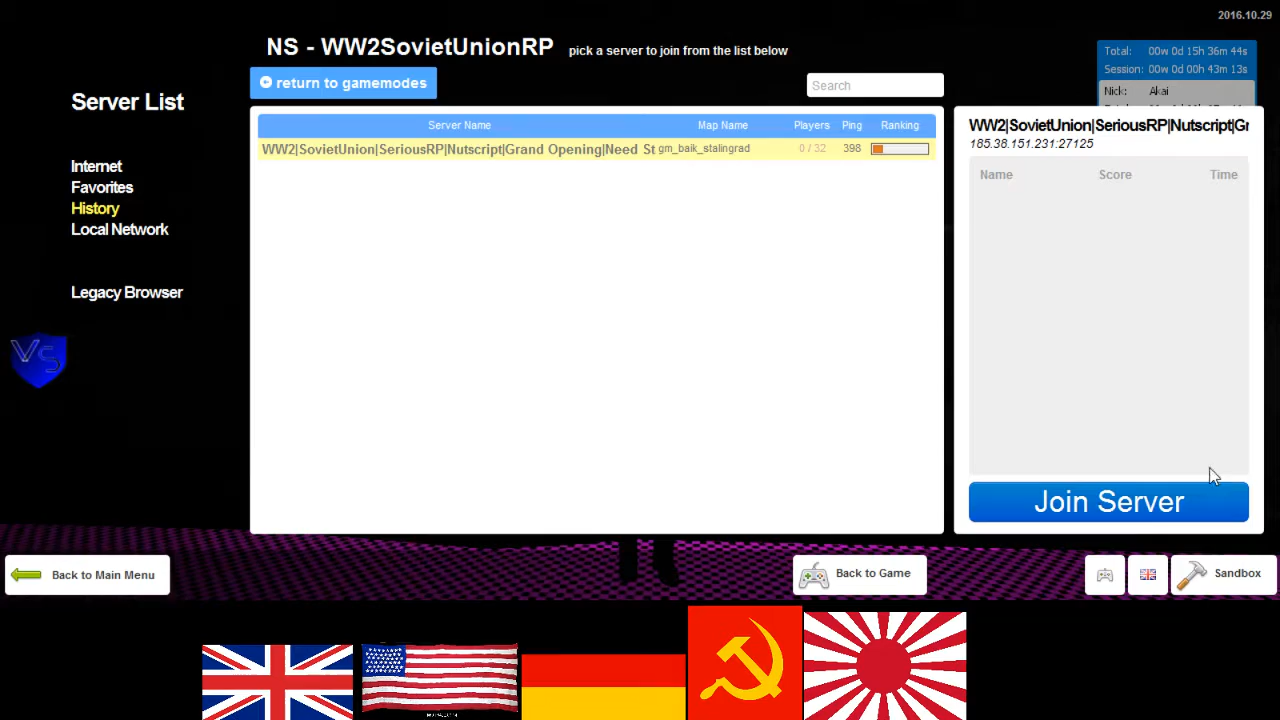 2016.10.29
NS - WW2SovietUnionRP pick a server to join from the list below
Total: 00w 0d 15h 36m 44s
Session: 00w 0d 00h 43m 13s
Nick: Akai
return to gamemodes
Search
Server List
Internet
Favorites
History
Local Network
Legacy Browser
Server Name Map Name Players Ping Ranking
WW2|SovietUnion|SeriousRP|Nutscript|Grand Opening|Need St gm_baik_stalingrad 0 / 32 398
WW2|SovietUnion|SeriousRP|Nutscript|Gr
185.38.151.231:27125
Name Score Time
Join Server
VS
Back to Main Menu
Back to Game
Sandbox